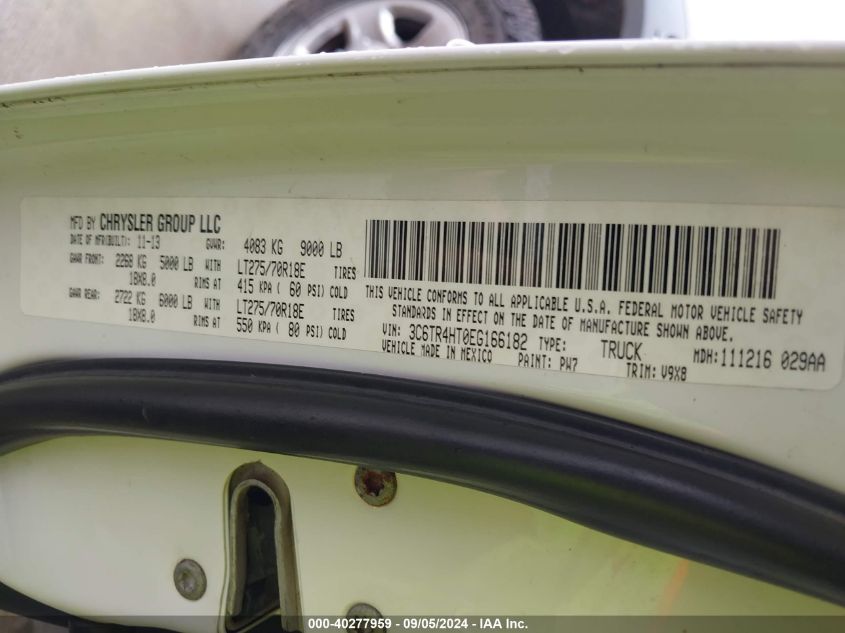 MFD BY CHRYSLER GROUP LLC
DATE OF MFR(BUILT): 11-13 GVWR: 4083 KG 9000 LB
GAWR FRONT: 2268 KG 5000 LB WITH LT275/70R18E TIRES
18X8.0 RIMS AT 415 KPA ( 60 PSI) COLD
GAWR REAR: 2722 KG 6000 LB WITH LT275/70R18E TIRES
18X8.0 RIMS AT 550 KPA ( 80 PSI) COLD
THIS VEHICLE CONFORMS TO ALL APPLICABLE U.S.A. FEDERAL MOTOR VEHICLE SAFETY
STANDARDS IN EFFECT ON THE DATE OF MANUFACTURE SHOWN ABOVE.
VIN: 3C6TR4HT0EG166182 TYPE: TRUCK MDH:111216 029AA
VEHICLE MADE IN MEXICO PAINT: PW7 TRIM: V9X8
000-40277959 - 09/05/2024 - IAA Inc.